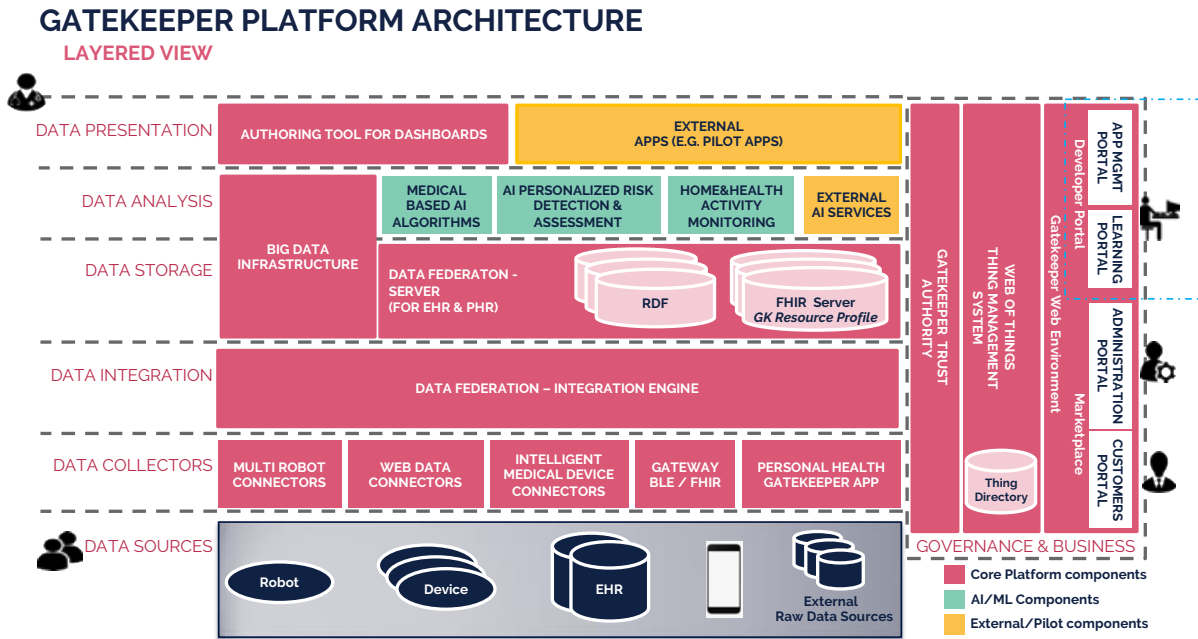 GATEKEEPER PLATFORM ARCHITECTURE
LAYERED VIEW
DATA PRESENTATION
AUTHORING TOOL FOR DASHBOARDS
EXTERNAL
APPS (E.G. PILOT APPS)
DATA ANALYSIS
MEDICAL
BASED AI
ALGORITHMS
AI PERSONALIZED RISK
DETECTION &
ASSESSMENT
HOME&HEALTH
ACTIVITY
MONITORING
EXTERNAL
AI SERVICES
BIG DATA
INFRASTRUCTURE
DATA STORAGE
DATA FEDERATON -
SERVER
(FOR EHR & PHR)
RDF
FHIR Server
GK Resource Profile
DATA INTEGRATION
DATA FEDERATION – INTEGRATION ENGINE
DATA COLLECTORS
MULTI ROBOT
CONNECTORS
WEB DATA
CONNECTORS
INTELLIGENT
MEDICAL DEVICE
CONNECTORS
GATEWAY
BLE / FHIR
PERSONAL HEALTH
GATEKEEPER APP
DATA SOURCES
Robot
Device
EHR
External
Raw Data Sources
GATEKEEPER TRUST
AUTHORITY
WEB OF THINGS
THING MANAGEMENT
SYSTEM
Thing
Directory
Gatekeeper Web Environment
Developer Portal
Marketplace
APP MGMT
PORTAL
LEARNING
PORTAL
ADMINISTRATION
PORTAL
CUSTOMERS
PORTAL
GOVERNANCE & BUSINESS
Core Platform components
AI/ML Components
External/Pilot components